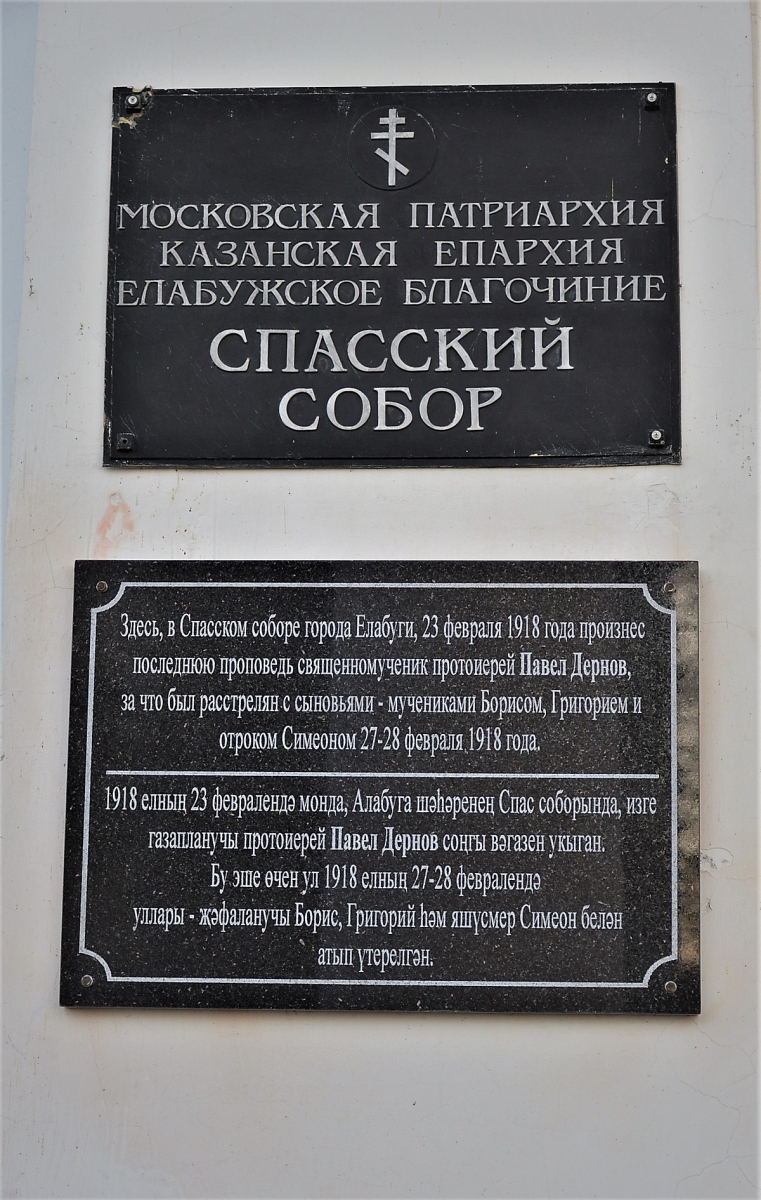 МОСКОВСКАЯ ПАТРИАРХИЯ
КАЗАНСКАЯ ЕПАРХИЯ
ЕЛАБУЖСКОЕ БЛАГОЧИНИЕ
СПАССКИЙ
СОБОР
Здесь, в Спасском соборе города Елабуги, 23 февраля 1918 года произнес
последнюю проповедь священномученик протоиерей Павел Дернов,
за что был расстрелян с сыновьями - мучениками Борисом, Григорием и
отроком Симеоном 27-28 февраля 1918 года.
1918 елның 23 февралендә монда, Алабуга шәһәренең Спас соборында, изге
газапланучы протоиерей Павел Дернов соңгы вәгазен укыган.
Бу эше өчен ул 1918 елның 27-28 февралендә
уллары - җәфаланучы Борис, Григорий һәм яшүсмер Симеон белән
атып үтерелгән.